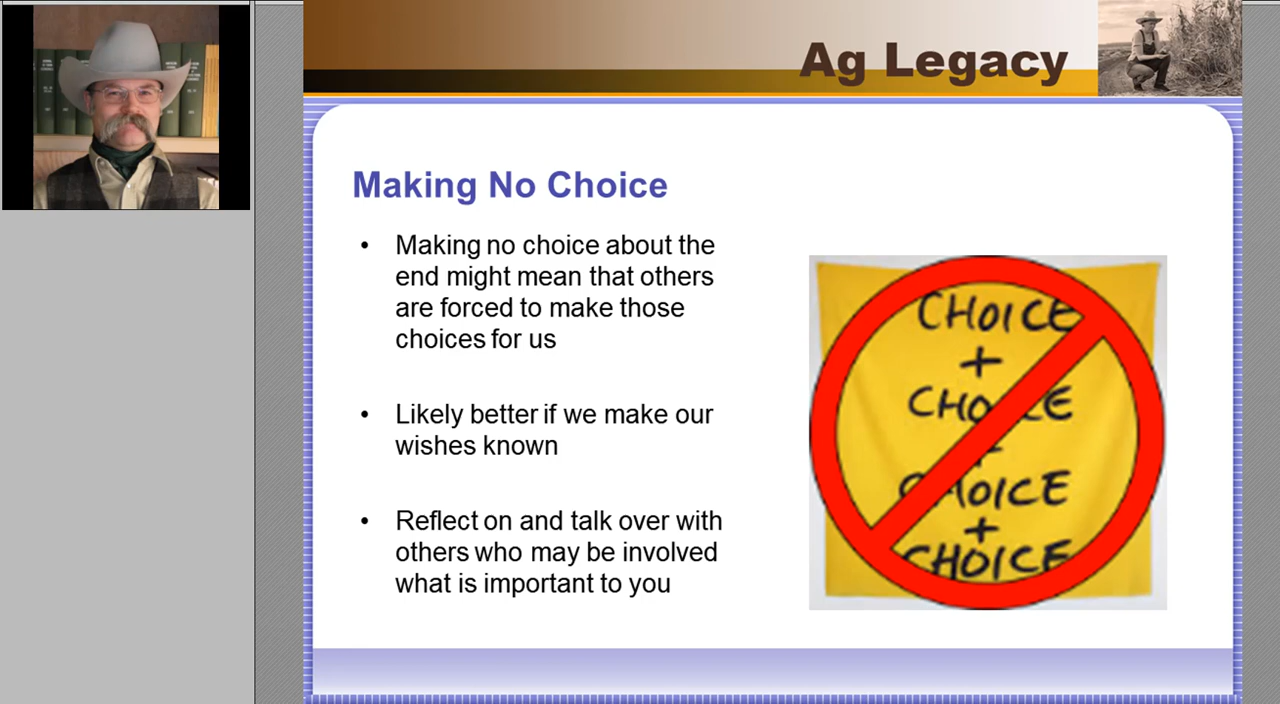 Ag Legacy
Making No Choice
• Making no choice about the
end might mean that others
are forced to make those
choices for us
• Likely better if we make our
wishes known
• Reflect on and talk over with
others who may be involved
what is important to you
CHOICE
+
CHOICE
+
CHOICE
+
CHOICE